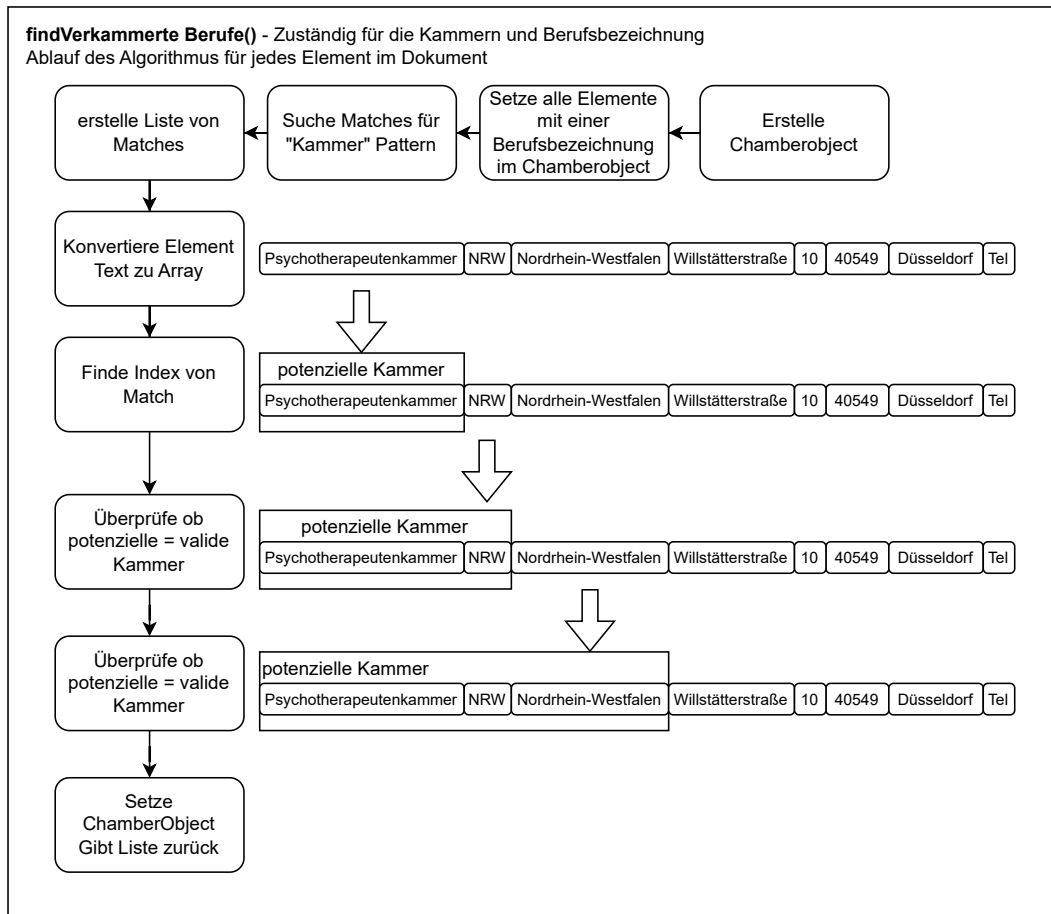 findVerkammerte Berufe() - Zuständig für die Kammern und Berufsbezeichnung
Ablauf des Algorithmus für jedes Element im Dokument
erstelle Liste von
Matches
Suche Matches für
"Kammer" Pattern
Setze alle Elemente
mit einer
Berufsbezeichnung
im Chamberobject
Erstelle
Chamberobject
Konvertiere Element
Text zu Array
Psychotherapeutenkammer NRW Nordrhein-Westfalen Willstätterstraße 10 40549 Düsseldorf Tel
Finde Index von
Match
potenzielle Kammer
Psychotherapeutenkammer NRW Nordrhein-Westfalen Willstätterstraße 10 40549 Düsseldorf Tel
Überprüfe ob
potenzielle = valide
Kammer
potenzielle Kammer
Psychotherapeutenkammer NRW Nordrhein-Westfalen Willstätterstraße 10 40549 Düsseldorf Tel
Überprüfe ob
potenzielle = valide
Kammer
potenzielle Kammer
Psychotherapeutenkammer NRW Nordrhein-Westfalen Willstätterstraße 10 40549 Düsseldorf Tel
Setze
ChamberObject
Gibt Liste zurück